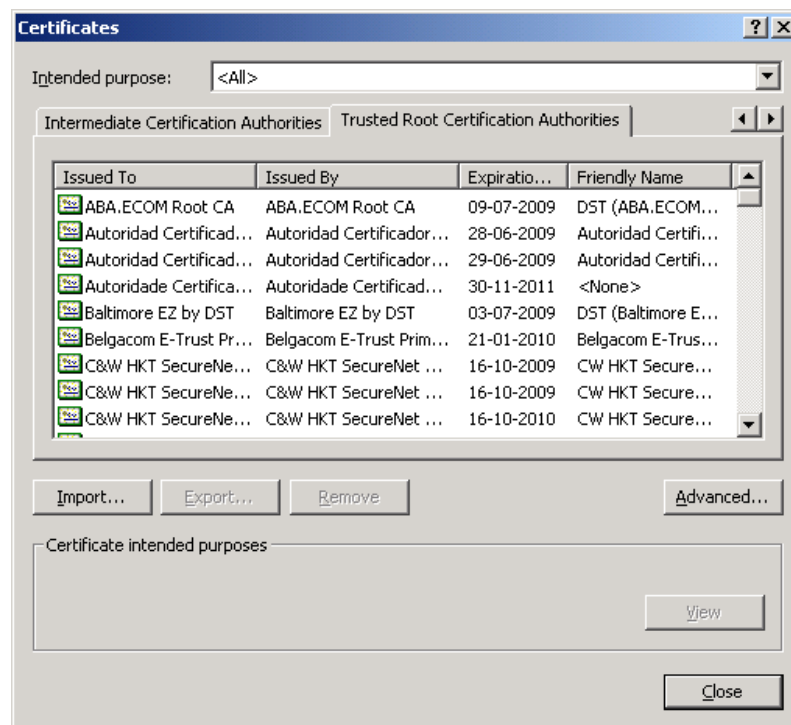 Certificates
Intended purpose: <All>
Intermediate Certification Authorities Trusted Root Certification Authorities
Issued To Issued By Expiratio... Friendly Name
ABA.ECOM Root CA ABA.ECOM Root CA 09-07-2009 DST (ABA.ECOM...
Autoridad Certificad... Autoridad Certificador... 28-06-2009 Autoridad Certifi...
Autoridad Certificad... Autoridad Certificador... 29-06-2009 Autoridad Certifi...
Autoridade Certifica... Autoridade Certificad... 30-11-2011 <None>
Baltimore EZ by DST Baltimore EZ by DST 03-07-2009 DST (Baltimore E...
Belgacom E-Trust Pr... Belgacom E-Trust Prim... 21-01-2010 Belgacom E-Trus...
C&W HKT SecureNe... C&W HKT SecureNet ... 16-10-2009 CW HKT Secure...
C&W HKT SecureNe... C&W HKT SecureNet ... 16-10-2009 CW HKT Secure...
C&W HKT SecureNe... C&W HKT SecureNet ... 16-10-2010 CW HKT Secure...
Import... Export... Remove Advanced...
Certificate intended purposes
View
Close